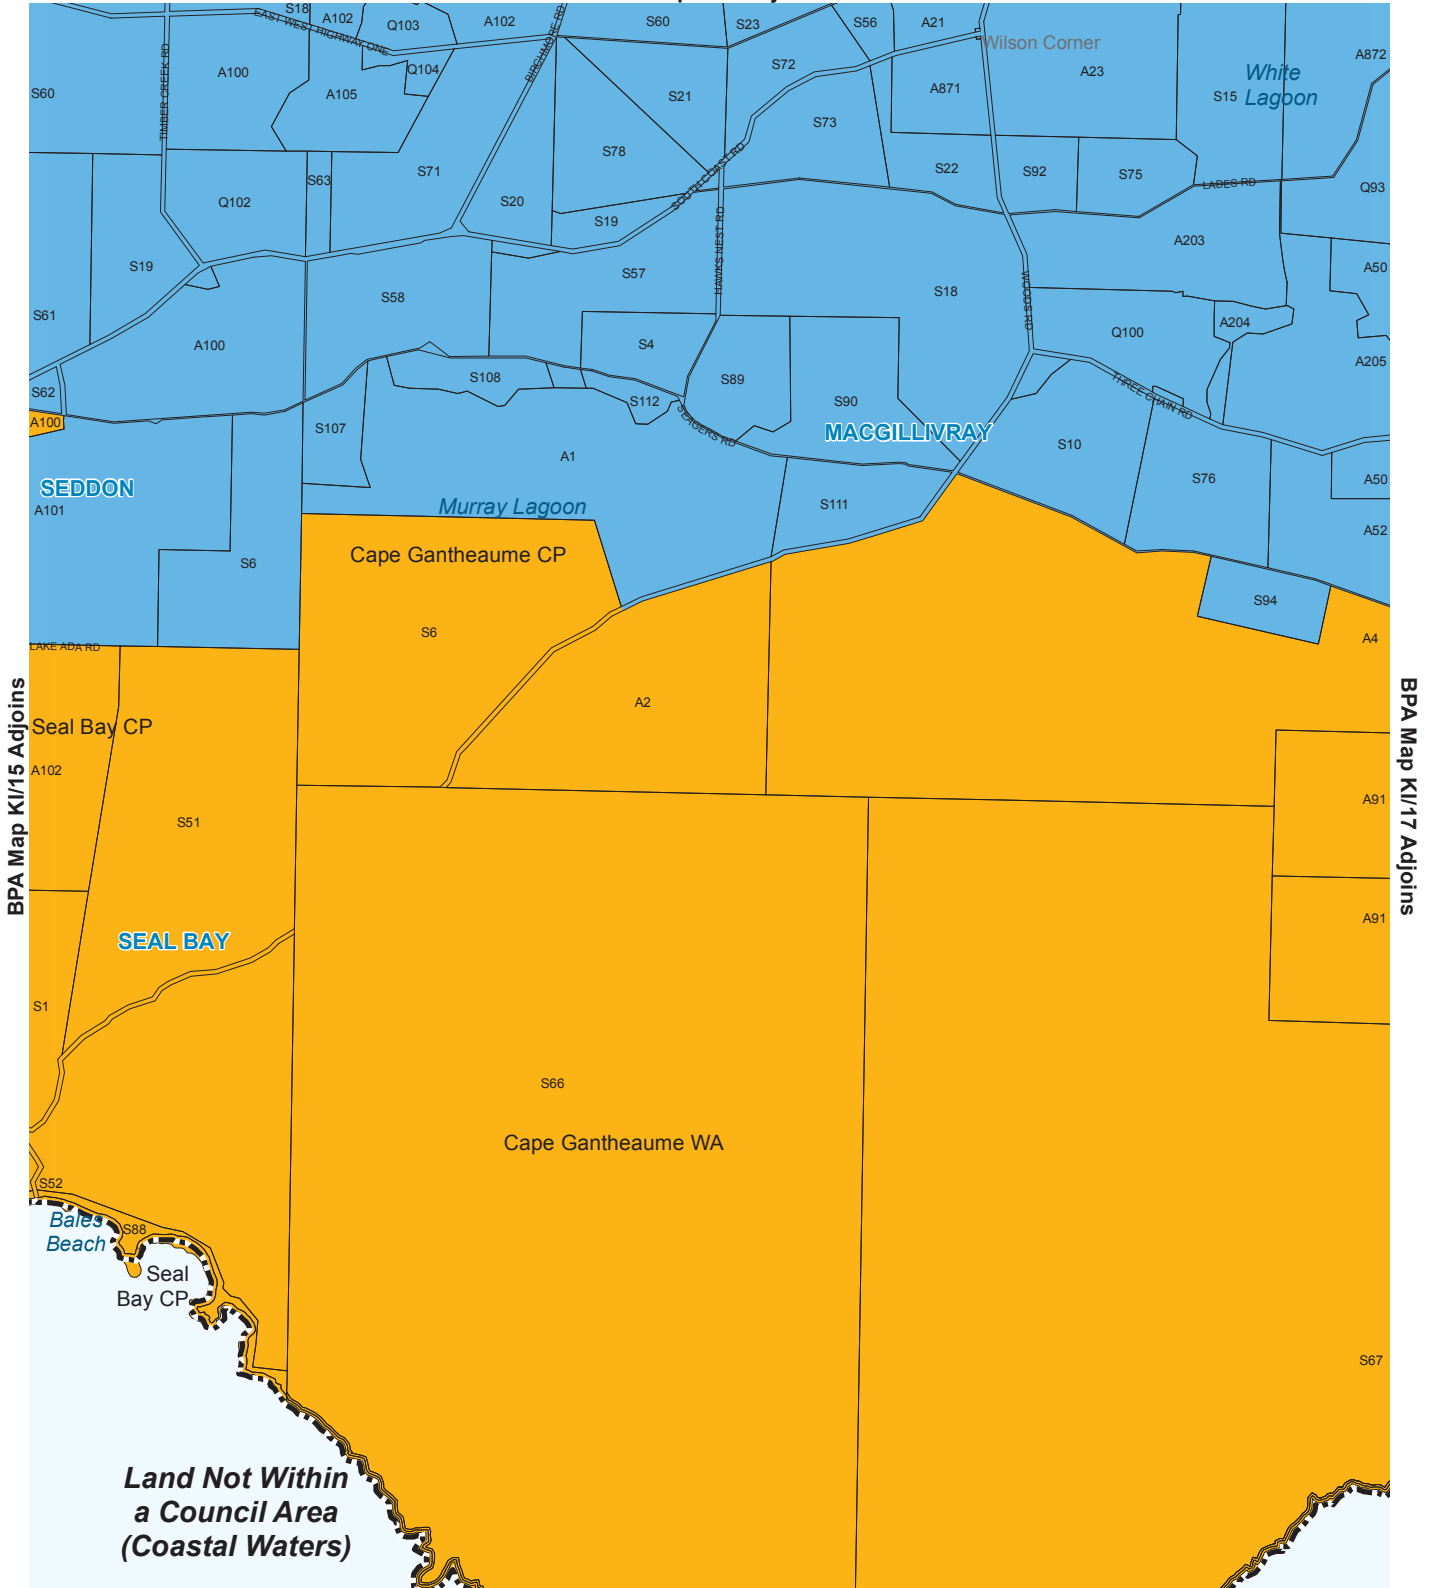 S18
A102
Q103
A102
S60
S23
S56
A21
EAST WEST HIGHWAY ONE
BIRCHMORE RD
Wilson Corner
A872
S60
TIMBER CREEK RD
A100
A105
Q104
S21
S72
A871
A23
S15
White
Lagoon
S73
S78
S71
S63
Q102
S20
S19
SOUTH COAST RD
S22
S92
S75
LADES RD
Q93
HAWKS NEST RD
A203
S19
S58
S57
S18
WOODS RD
A50
S61
A100
S4
Q100
A204
A205
S62
S108
S89
S112
S90
THREE CHAIN RD
A100
S107
SEAGERS RD
MACGILLIVRAY
A1
S10
SEDDON
A101
Murray Lagoon
S111
S76
A50
A52
Cape Gantheaume CP
S6
S94
S6
A4
LAKE ADA RD
BPA Map KI/15 Adjoins
BPA Map KI/17 Adjoins
Seal Bay CP
A2
A102
A91
S51
A91
SEAL BAY
S1
S66
Cape Gantheaume WA
S52
Bales
Beach
S88
Seal
Bay CP
S67
Land Not Within
a Council Area
(Coastal Waters)